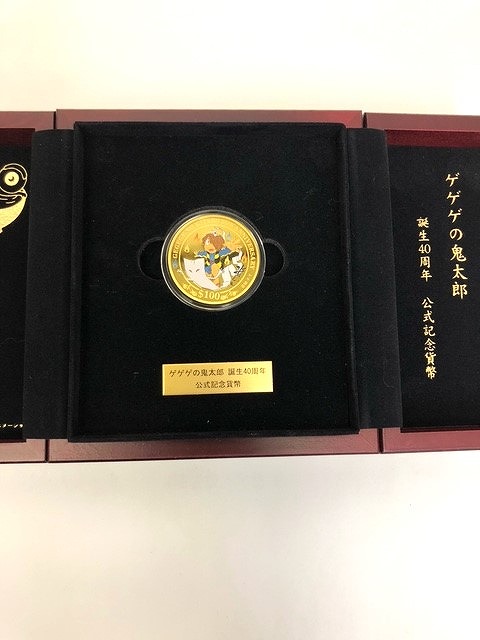 $100
ゲゲゲの鬼太郎 誕生40周年
公式記念貨幣
ゲゲゲの鬼太郎
誕生40周年 公式記念貨幣